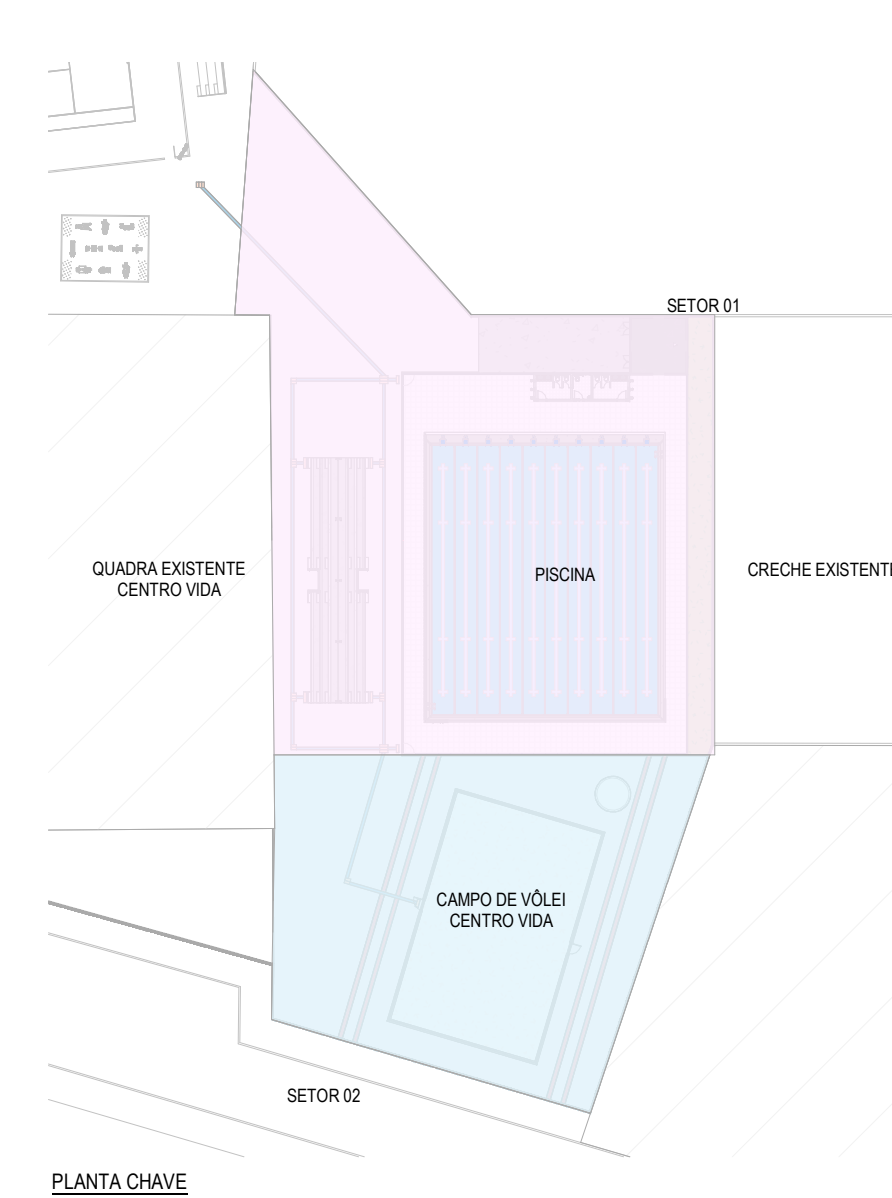 SETOR 01
QUADRA EXISTENTE
CENTRO VIDA
PISCINA
CRECHE EXISTENTE
CAMPO DE VÔLEI
CENTRO VIDA
SETOR 02
PLANTA CHAVE